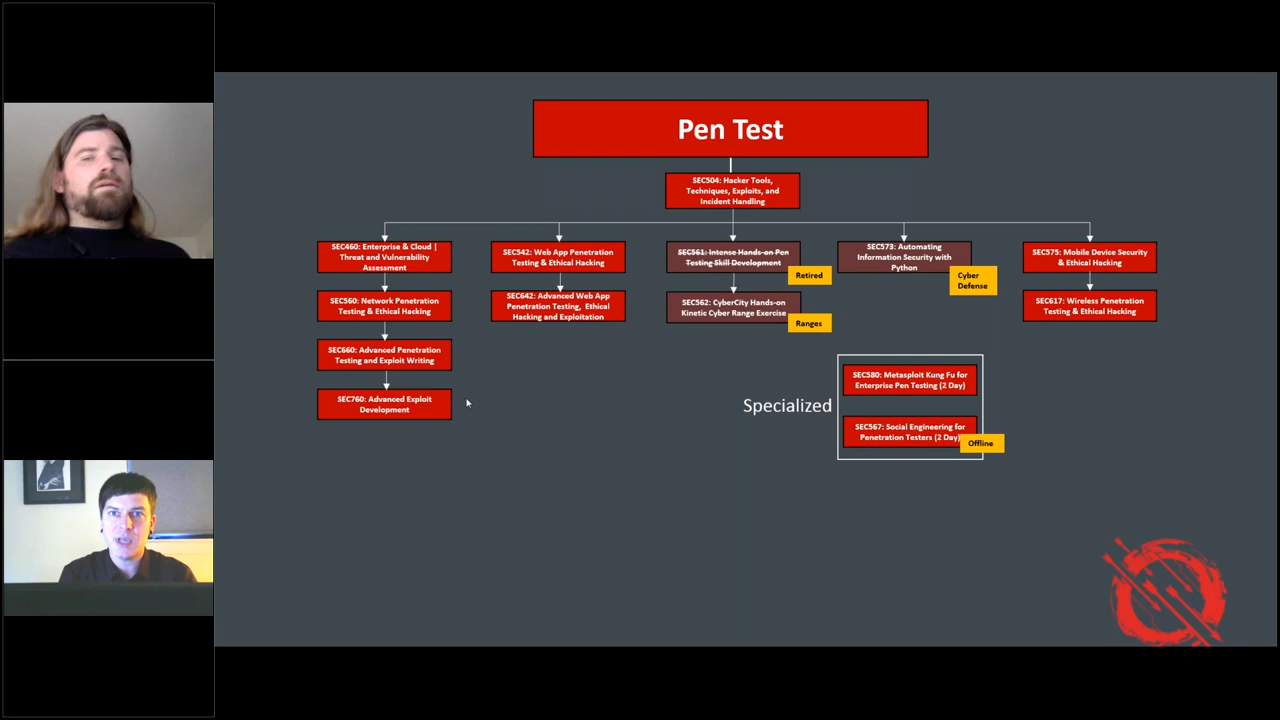 Pen Test
SEC504: Hacker Tools,
Techniques, Exploits, and
Incident Handling
SEC460: Enterprise & Cloud |
Threat and Vulnerability
Assessment
SEC542: Web App Penetration
Testing & Ethical Hacking
SEC561: Intense Hands-on Pen
Testing Skill Development
Retired
SEC573: Automating
Information Security with
Python
Cyber
Defense
SEC575: Mobile Device Security
& Ethical Hacking
SEC560: Network Penetration
Testing & Ethical Hacking
SEC642: Advanced Web App
Penetration Testing, Ethical
Hacking and Exploitation
SEC562: CyberCity Hands-on
Kinetic Cyber Range Exercise
Ranges
SEC617: Wireless Penetration
Testing & Ethical Hacking
SEC660: Advanced Penetration
Testing and Exploit Writing
SEC760: Advanced Exploit
Development
Specialized
SEC580: Metasploit Kung Fu for
Enterprise Pen Testing (2 Day)
SEC567: Social Engineering for
Penetration Testers (2 Day)
Offline